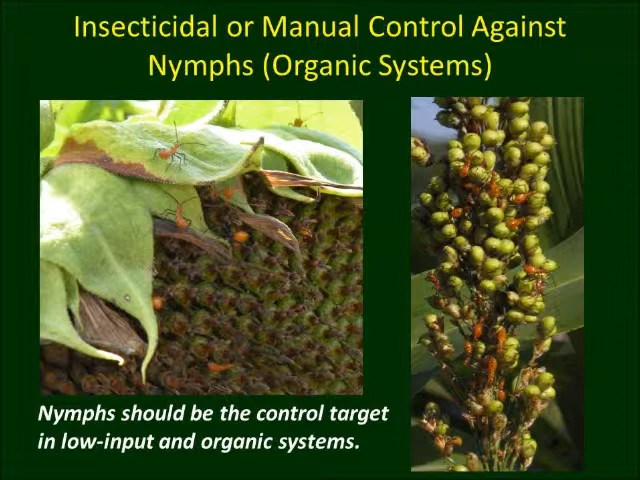 Insecticidal or Manual Control Against
Nymphs (Organic Systems)
Nymphs should be the control target
in low-input and organic systems.